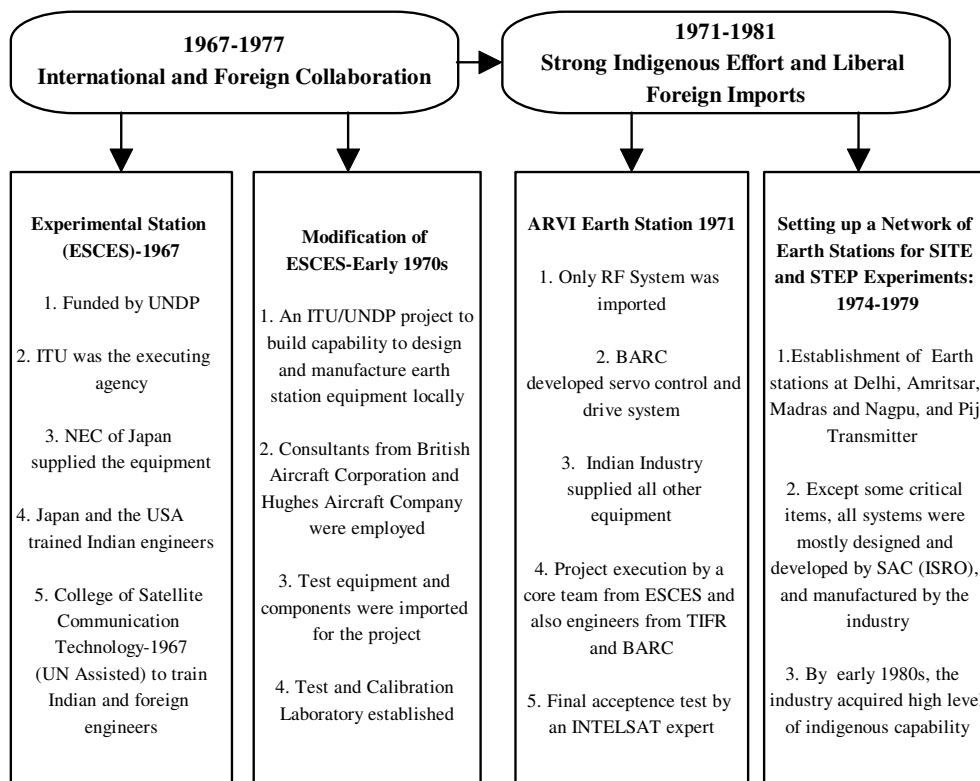 1967-1977
International and Foreign Collaboration
1971-1981
Strong Indigenous Effort and Liberal
Foreign Imports
Experimental Station
(ESCES)-1967
1. Funded by UNDP
2. ITU was the executing
agency
3. NEC of Japan
supplied the equipment
4. Japan and the USA
trained Indian engineers
5. College of Satellite
Communication
Technology-1967
(UN Assisted) to train
Indian and foreign
engineers
Modification of
ESCES-Early 1970s
1. An ITU/UNDP project to
build capability to design
and manufacture earth
station equipment locally
2. Consultants from British
Aircraft Corporation and
Hughes Aircraft Company
were employed
3. Test equipment and
components were imported
for the project
4. Test and Calibration
Laboratory established
ARVI Earth Station 1971
1. Only RF System was
imported
2. BARC
developed servo control and
drive system
3. Indian Industry
supplied all other
equipment
4. Project execution by a
core team from ESCES and
also engineers from TIFR
and BARC
5. Final acceptence test by
an INTELSAT expert
Setting up a Network of
Earth Stations for SITE
and STEP Experiments:
1974-1979
1.Establishment of Earth
stations at Delhi, Amritsar,
Madras and Nagpu, and Pij
Transmitter
2. Except some critical
items, all systems were
mostly designed and
developed by SAC (ISRO),
and manufactured by the
industry
3. By early 1980s, the
industry acquired high level
of indigenous capability